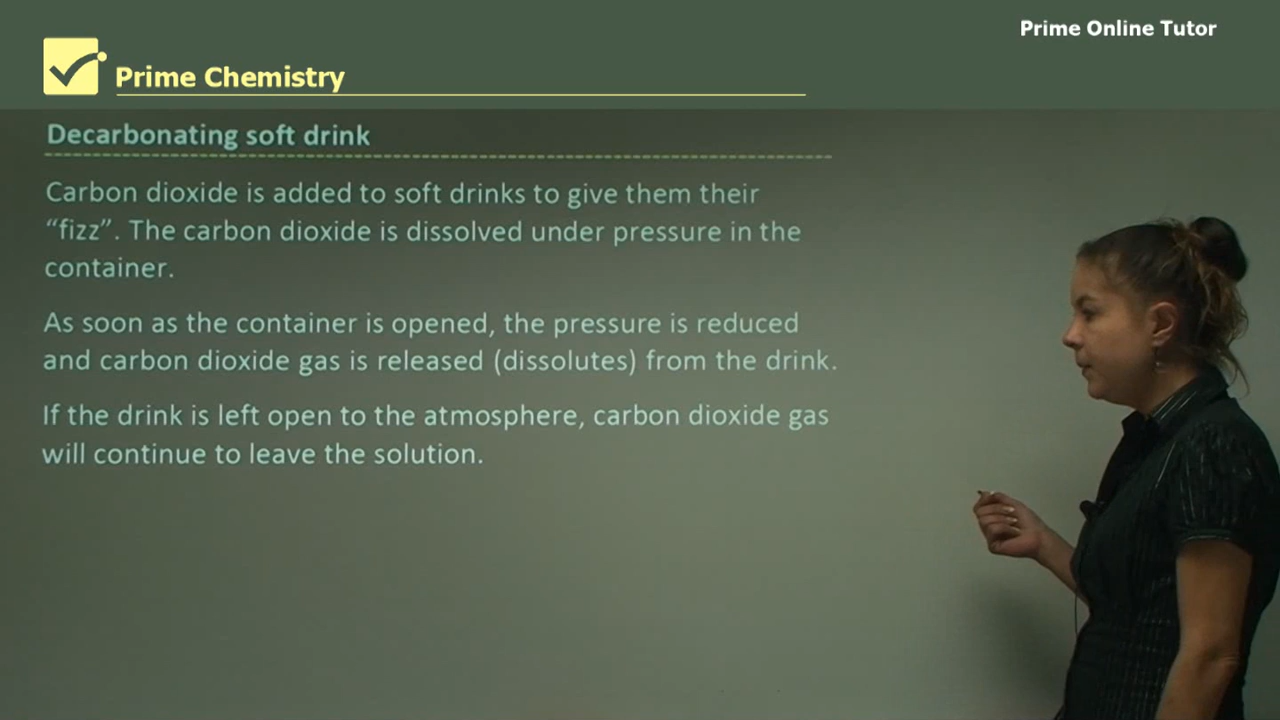 Prime Online Tutor
Prime Chemistry
Decarbonating soft drink
Carbon dioxide is added to soft drinks to give them their
“fizz”. The carbon dioxide is dissolved under pressure in the
container.
As soon as the container is opened, the pressure is reduced
and carbon dioxide gas is released (dissolutes) from the drink.
If the drink is left open to the atmosphere, carbon dioxide gas
will continue to leave the solution.